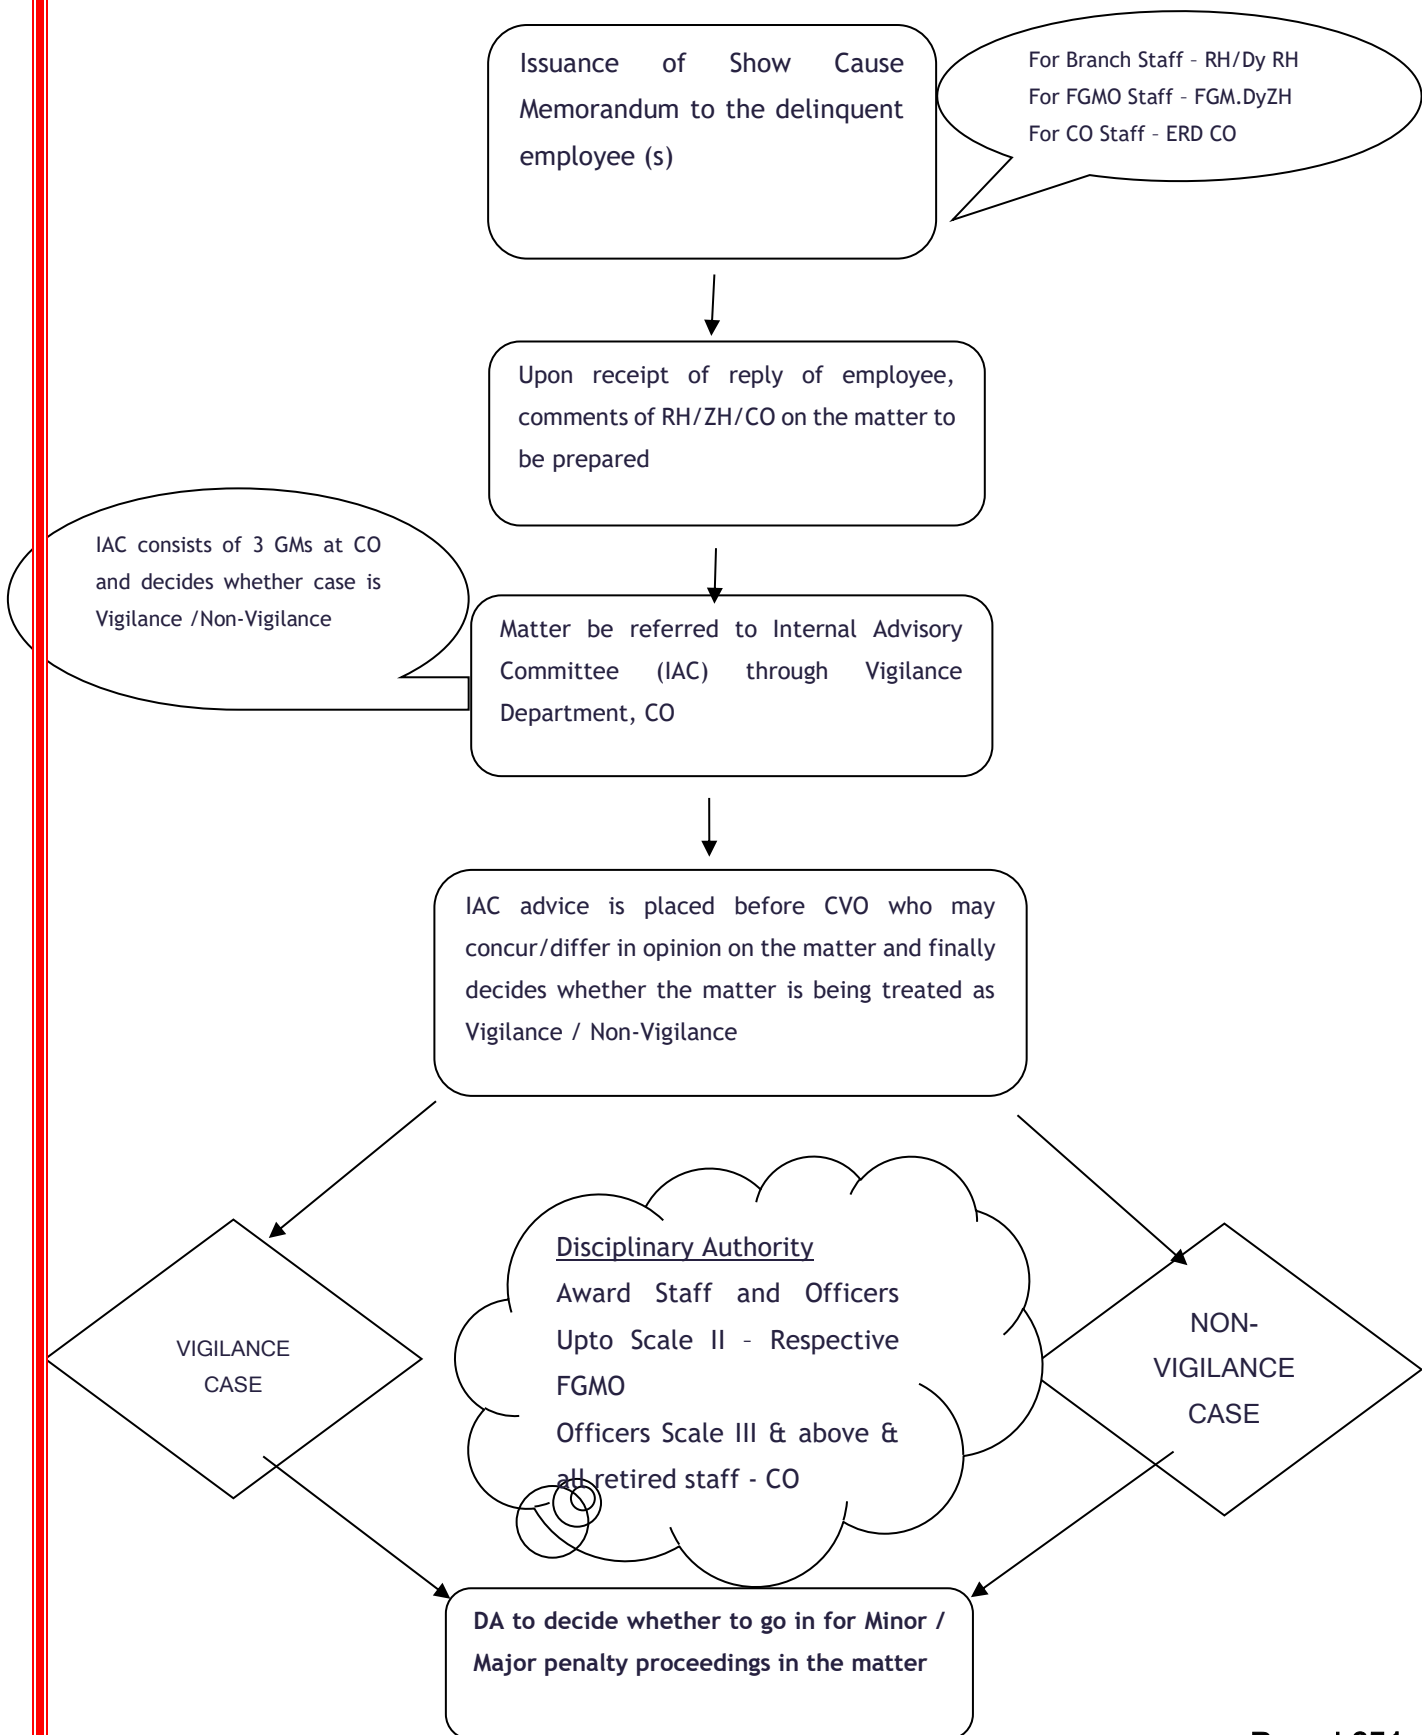 Issuance of Show Cause
Memorandum to the delinquent
employee (s)
For Branch Staff – RH/Dy RH
For FGMO Staff – FGM.DyZH
For CO Staff – ERD CO
Upon receipt of reply of employee,
comments of RH/ZH/CO on the matter to
be prepared
IAC consists of 3 GMs at CO
and decides whether case is
Vigilance /Non-Vigilance
Matter be referred to Internal Advisory
Committee (IAC) through Vigilance
Department, CO
IAC advice is placed before CVO who may
concur/differ in opinion on the matter and finally
decides whether the matter is being treated as
Vigilance / Non-Vigilance
Disciplinary Authority
Award Staff and Officers
Upto Scale II – Respective
FGMO
Officers Scale III & above &
all retired staff - CO
VIGILANCE
CASE
NON-
VIGILANCE
CASE
DA to decide whether to go in for Minor /
Major penalty proceedings in the matter